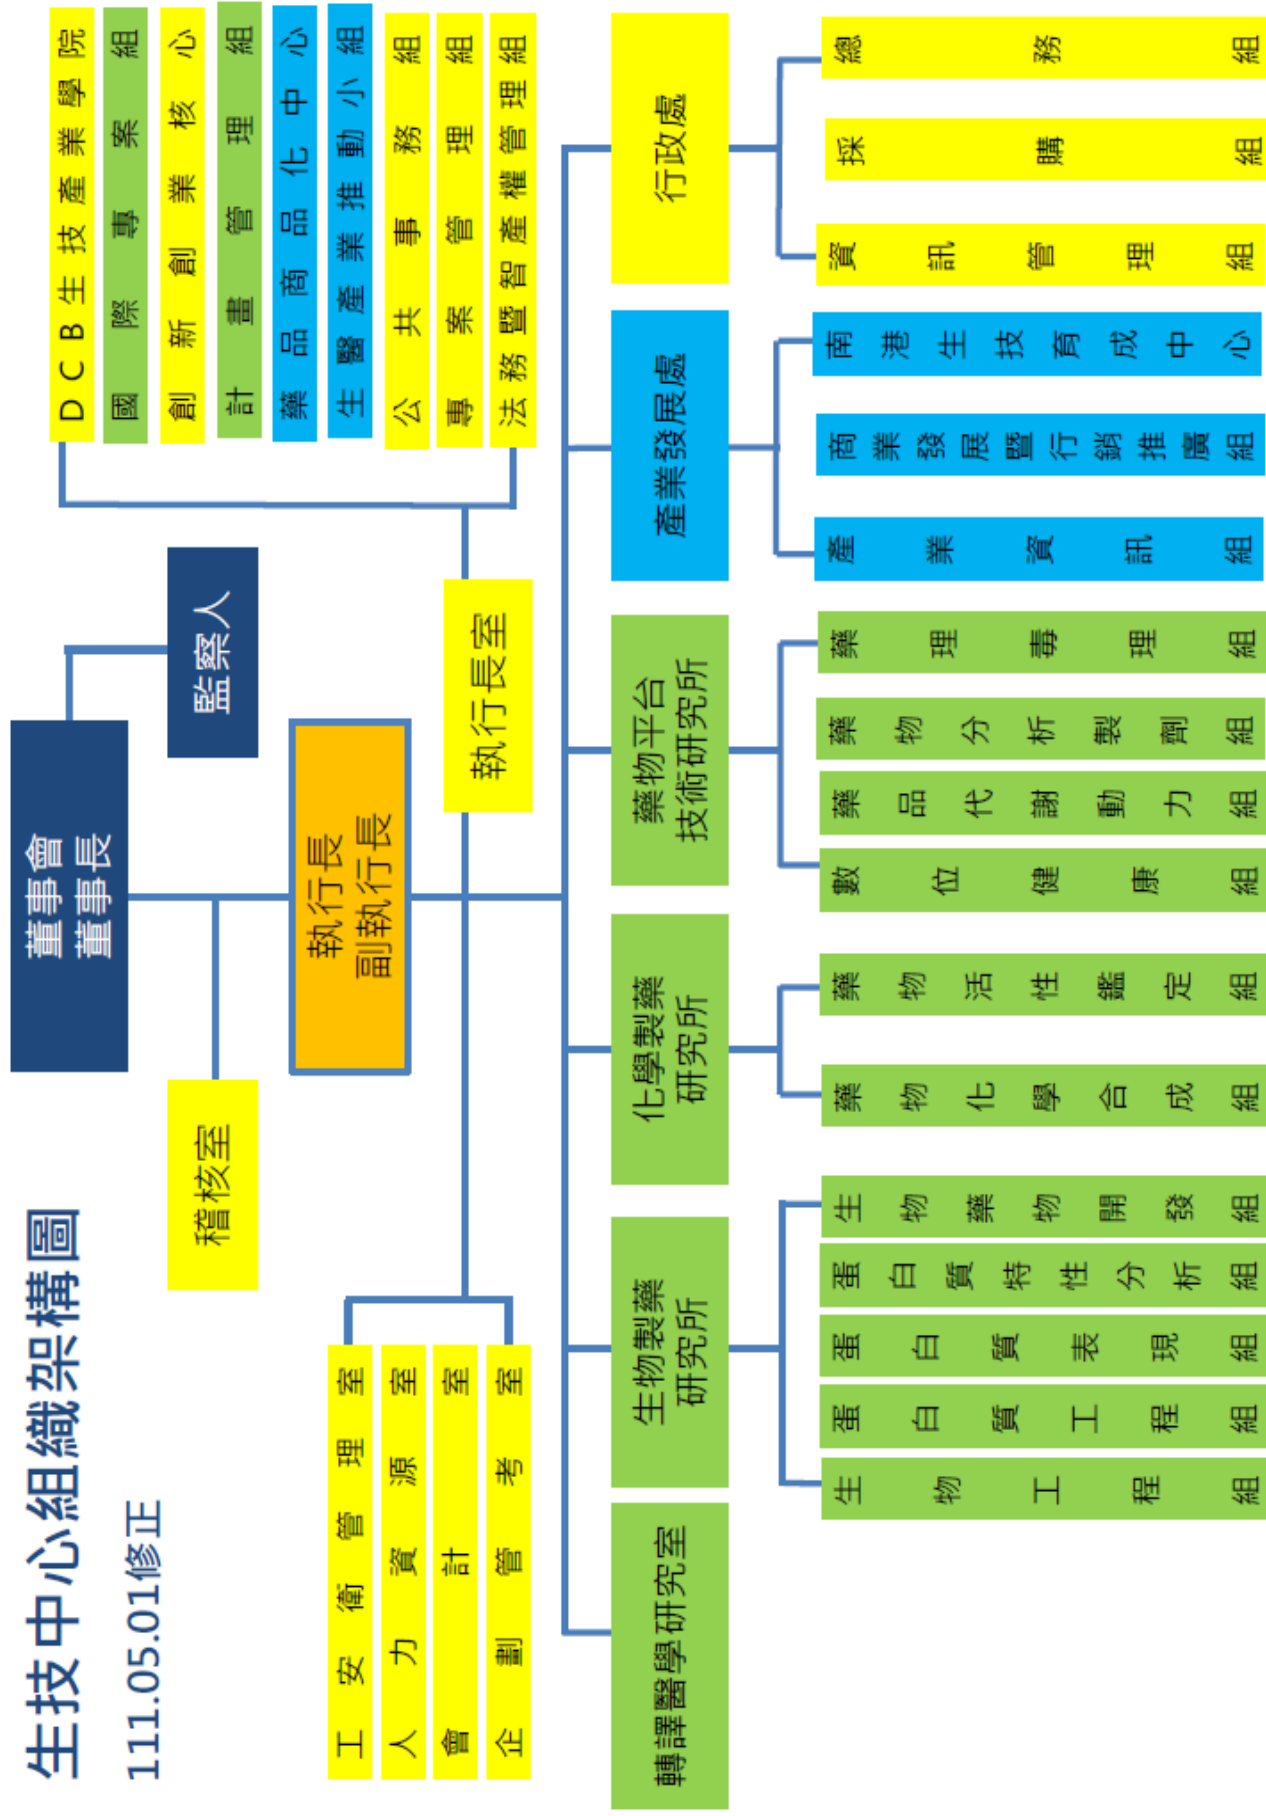 生技中心組織架構圖
111.05.01修正
董事會
董事長
監察人
稽核室
執行長
副執行長
執行長室
工安衛管理室
人力資源室
會計室
企劃管考室
DCB生技產業學院
國際專案組
創新創業核心
計畫管理組
藥品商品化中心
生醫產業推動小組
公共事務組
專案管理組
法務暨智產權管理組
轉譯醫學研究室
生物製藥
研究所
化學製藥
研究所
藥物平台
技術研究所
產業發展處
行政處
生物工程組
蛋白質工程組
蛋白質表現組
蛋白質特性分析組
生物藥物開發組
藥物化學合成組
藥物活性鑑定組
數位健康組
藥品代謝動力組
藥物分析製劑組
藥理毒理組
產業資訊組
商業發展暨行銷推廣組
南港生技育成中心
資訊管理組
採購組
總務組